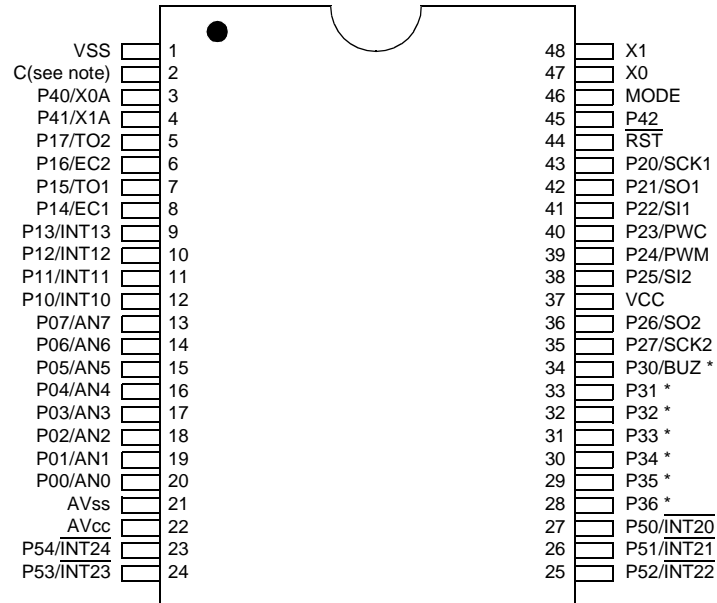 VSS 1 48 X1
C(see note) 2 47 X0
P40/X0A 3 46 MODE
P41/X1A 4 45 P42
P17/TO2 5 44 RST
P16/EC2 6 43 P20/SCK1
P15/TO1 7 42 P21/SO1
P14/EC1 8 41 P22/SI1
P13/INT13 9 40 P23/PWC
P12/INT12 10 39 P24/PWM
P11/INT11 11 38 P25/SI2
P10/INT10 12 37 VCC
P07/AN7 13 36 P26/SO2
P06/AN6 14 35 P27/SCK2
P05/AN5 15 34 P30/BUZ *
P04/AN4 16 33 P31 *
P03/AN3 17 32 P32 *
P02/AN2 18 31 P33 *
P01/AN1 19 30 P34 *
P00/AN0 20 29 P35 *
AVss 21 28 P36 *
AVcc 22 27 P50/INT20
P54/INT24 23 26 P51/INT21
P53/INT23 24 25 P52/INT22